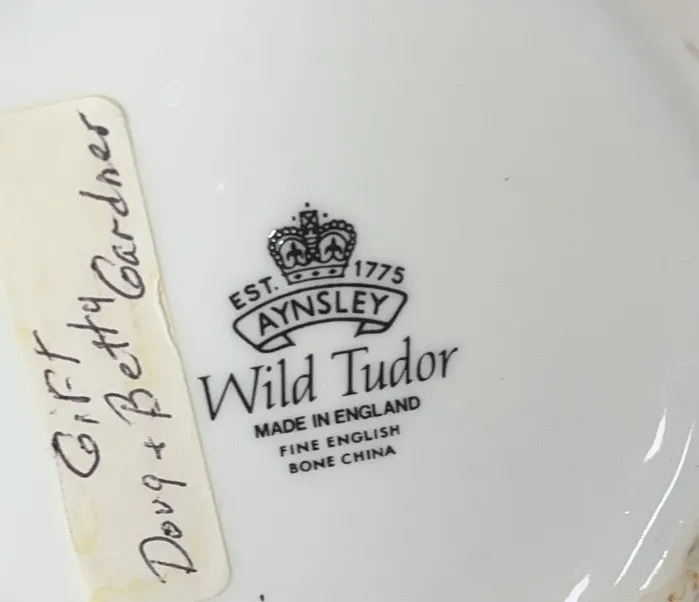 Gift
Doug & Betty Gardner
EST. 1775
AYNSLEY
Wild Tudor
MADE IN ENGLAND
FINE ENGLISH
BONE CHINA